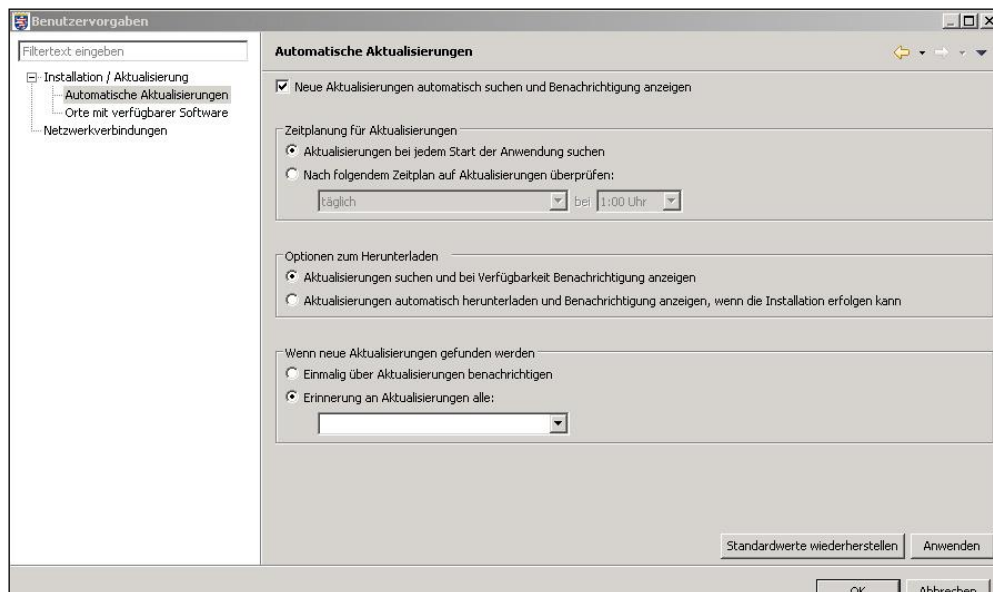 Benutzervorgaben
Filtertext eingeben
Installation / Aktualisierung
Automatische Aktualisierungen
Orte mit verfügbarer Software
Netzwerkverbindungen
Automatische Aktualisierungen
Neue Aktualisierungen automatisch suchen und Benachrichtigung anzeigen
Zeitplanung für Aktualisierungen
Aktualisierungen bei jedem Start der Anwendung suchen
Nach folgendem Zeitplan auf Aktualisierungen überprüfen:
täglich bei 1:00 Uhr
Optionen zum Herunterladen
Aktualisierungen suchen und bei Verfügbarkeit Benachrichtigung anzeigen
Aktualisierungen automatisch herunterladen und Benachrichtigung anzeigen, wenn die Installation erfolgen kann
Wenn neue Aktualisierungen gefunden werden
Einmalig über Aktualisierungen benachrichtigen
Erinnerung an Aktualisierungen alle:
Standardwerte wiederherstellen Anwenden
OK Abbrechen